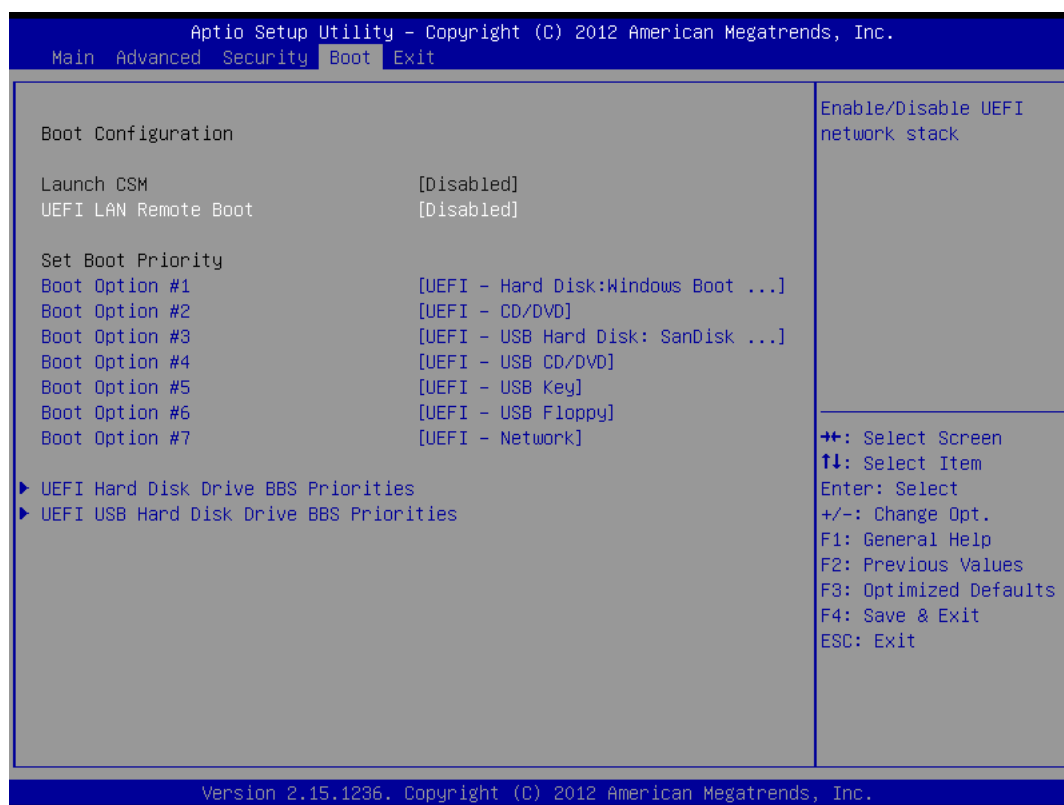 Aptio Setup Utility – Copyright (C) 2012 American Megatrends, Inc.
Main Advanced Security Boot Exit
Boot Configuration
Launch CSM [Disabled]
UEFI LAN Remote Boot [Disabled]
Set Boot Priority
Boot Option #1 [UEFI – Hard Disk:Windows Boot ...]
Boot Option #2 [UEFI – CD/DVD]
Boot Option #3 [UEFI – USB Hard Disk: SanDisk ...]
Boot Option #4 [UEFI – USB CD/DVD]
Boot Option #5 [UEFI – USB Key]
Boot Option #6 [UEFI – USB Floppy]
Boot Option #7 [UEFI – Network]
UEFI Hard Disk Drive BBS Priorities
UEFI USB Hard Disk Drive BBS Priorities
Enable/Disable UEFI
network stack
→←: Select Screen
↑↓: Select Item
Enter: Select
+/-: Change Opt.
F1: General Help
F2: Previous Values
F3: Optimized Defaults
F4: Save & Exit
ESC: Exit
Version 2.15.1236. Copyright (C) 2012 American Megatrends, Inc.